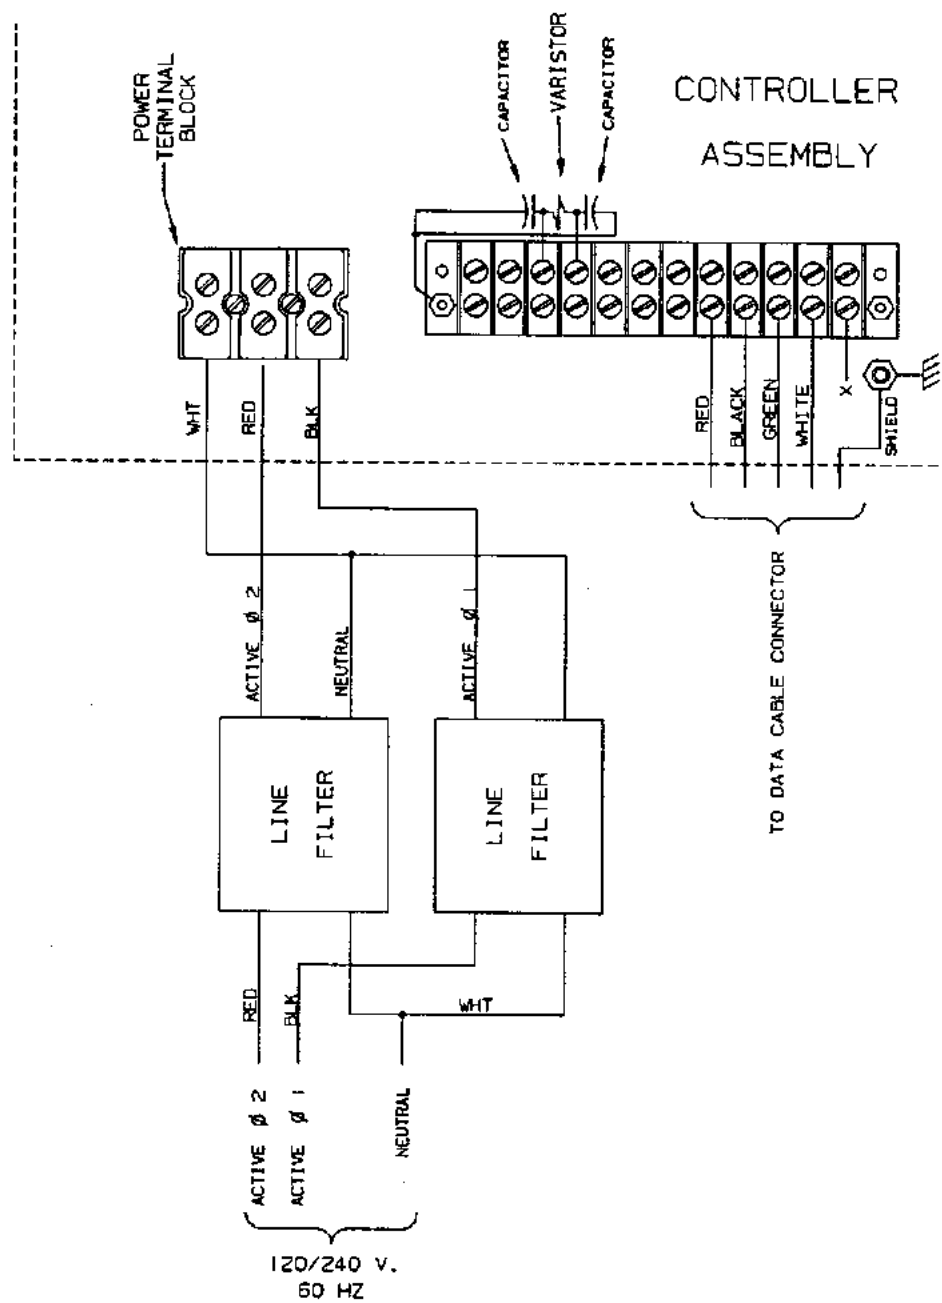 POWER
TERMINAL
BLOCK
CAPACITOR
VARISTOR
CAPACITOR
CONTROLLER
ASSEMBLY
WHT
RED
BLK
RED
BLACK
GREEN
WHITE
X
SHIELD
ACTIVE Ø 2
NEUTRAL
ACTIVE Ø 1
TO DATA CABLE CONNECTOR
LINE
FILTER
LINE
FILTER
RED
BLK
WHT
ACTIVE Ø 2
ACTIVE Ø 1
NEUTRAL
120/240 V.
60 HZ